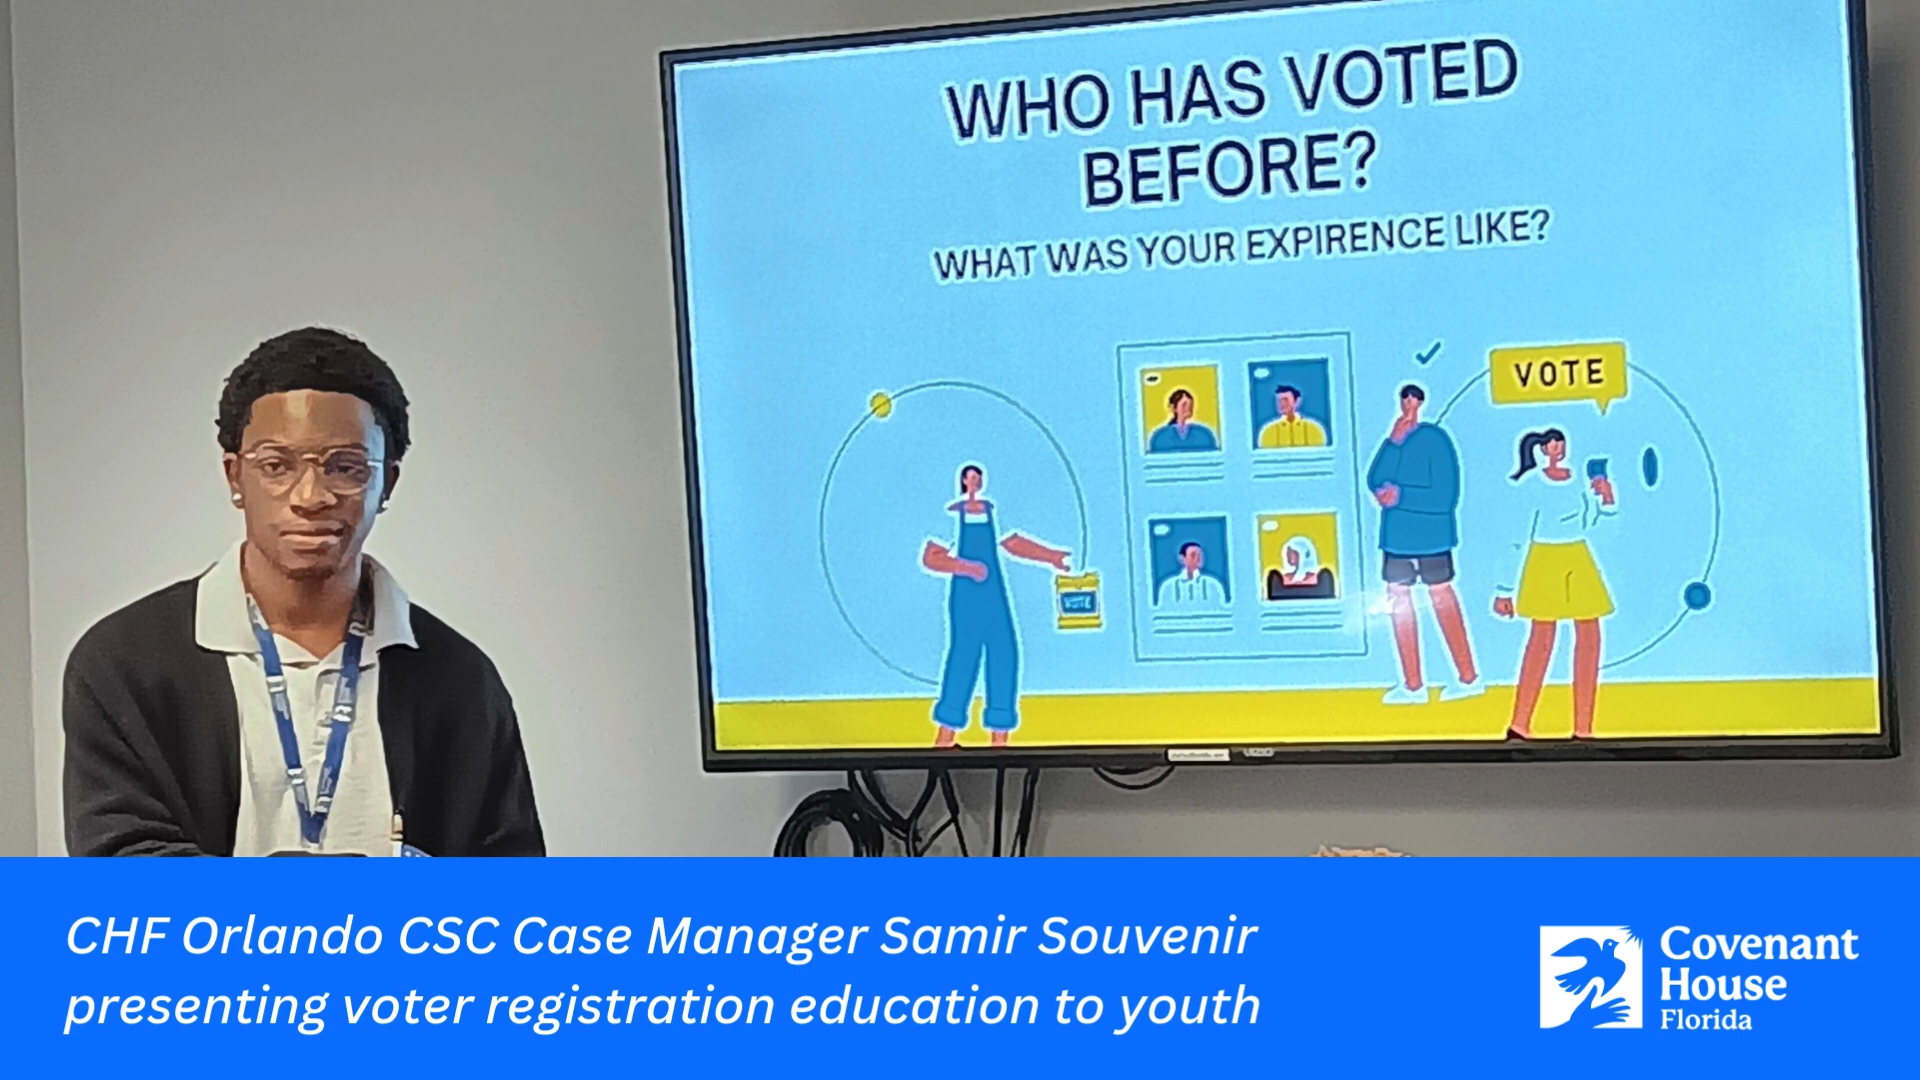 WHO HAS VOTED
BEFORE?
WHAT WAS YOUR EXPIRENCE LIKE?
VOTE
VOTE
CHF Orlando CSC Case Manager Samir Souvenir
presenting voter registration education to youth
Covenant
House
Florida